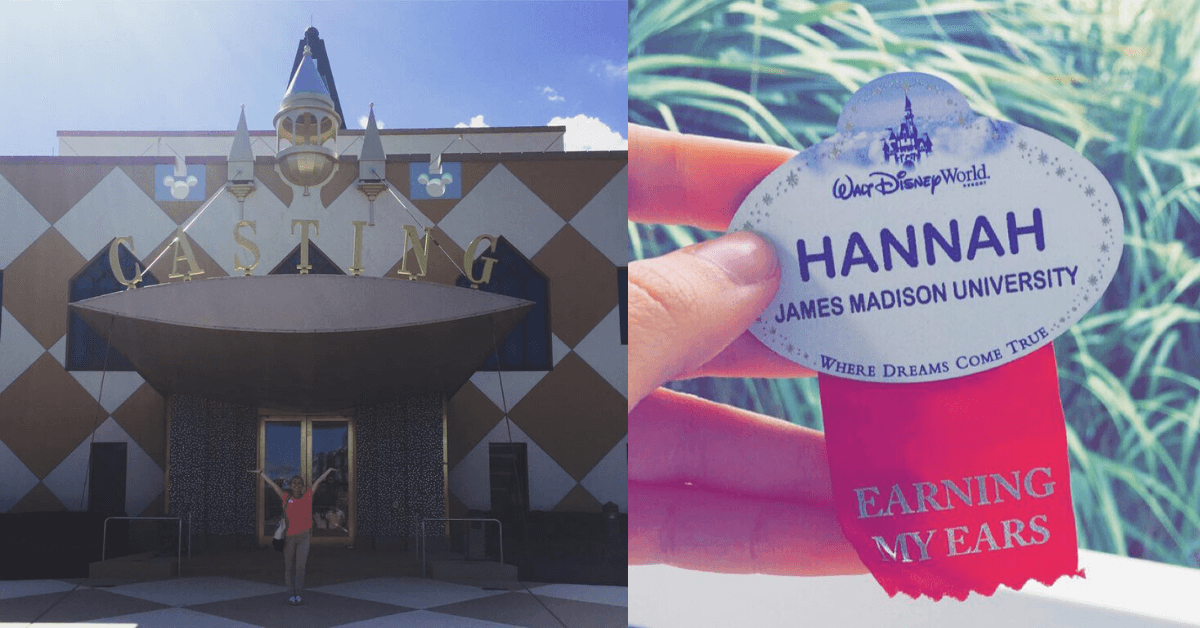 CASTING
WALT DISNEY World.
RESORT
HANNAH
JAMES MADISON UNIVERSITY
WHERE DREAMS COME TRUE
EARNING
MY EARS